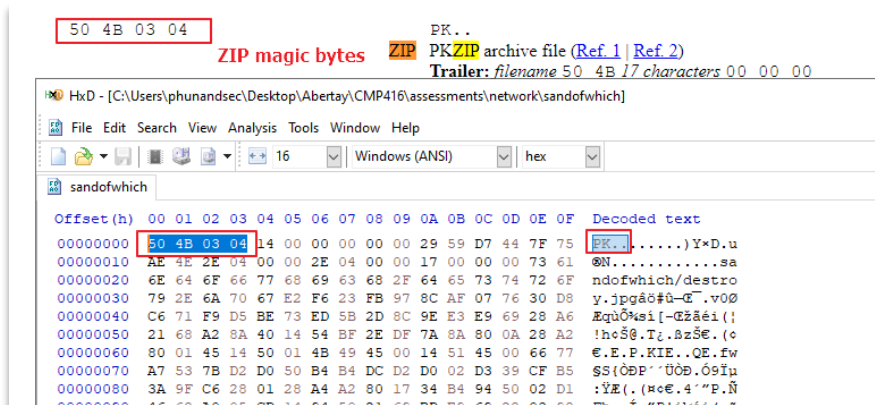 50 4B 03 04
PK..
ZIP magic bytes
ZIP PKZIP archive file (Ref. 1 | Ref. 2)
Trailer: filename 50 4B 17 characters 00 00 00
HxD - [C:\Users\phunandsec\Desktop\Abertay\CMP416\assessments\network\sandofwhich]
File Edit Search View Analysis Tools Window Help
16 Windows (ANSI) hex
sandofwhich
Offset(h) 00 01 02 03 04 05 06 07 08 09 0A 0B 0C 0D 0E 0F Decoded text
00000000 50 4B 03 04 14 00 00 00 00 00 29 59 D7 44 7F 75 PK........)Y×D.u
00000010 AE 4E 2E 04 00 00 2E 04 00 00 17 00 00 00 73 61 ®N............sa
00000020 6E 64 6F 66 77 68 69 63 68 2F 64 65 73 74 72 6F ndofwhich/destro
00000030 79 2E 6A 70 67 E2 F6 23 FB 97 8C AF 07 76 30 D8 y.jpgâö#û—Œ¯.v0Ø
00000040 C6 71 F9 D5 BE 73 ED 5B 2D 8C 9E E3 E9 69 28 A6 ÆqùÕ¾sí[-Œžãéi(¦
00000050 21 68 A2 8A 40 14 54 BF 2E DF 7A 8A 80 0A 28 A2 !h¢Š@.T¿.ßzŠ€.(¢
00000060 80 01 45 14 50 01 4B 49 45 00 14 51 45 00 66 77 €.E.P.KIE..QE.fw
00000070 A7 53 7B D2 D0 50 B4 B4 DC D2 D0 02 D3 39 CF B5 §S{ÒÐP´´ÜÒÐ.Ó9Ïµ
00000080 3A 9F C6 28 01 28 A4 A2 80 17 34 B4 94 50 02 D1 :ŸÆ(.(¤¢€.4´”P.Ñ